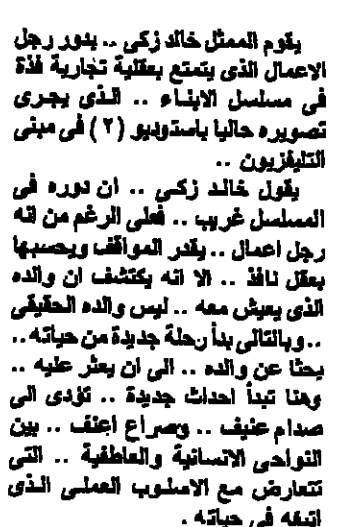 يقوم الممثل خالد زكى .. بدور رجل
الاعمال الذى يتمتع بعقلية تجارية فذة
فى مسلسل الابناء .. الذى يجرى
تصويره حاليا باستوديو (٢) فى مبنى
التليفزيون ..
يقول خالد زكى .. ان دوره فى
المسلسل غريب .. فعلى الرغم من انه
رجل اعمال .. يقدر المواقف ويحسبها
بعقل نافذ .. الا انه يكتشف ان والده
الذى يعيش معه .. ليس والده الحقيقى
.. وبالتالى بدأ رحلة جديدة من حياته ..
بحثا عن والده .. الى ان يعثر عليه ..
وهنا تبدأ احداث جديدة .. تؤدى الى
صدام عنيف .. وصراع اعنف .. بين
النواحى الانسانية والعاطفية .. التى
تتعارض مع الاسلوب العملى الذى
اتبعه فى حياته .